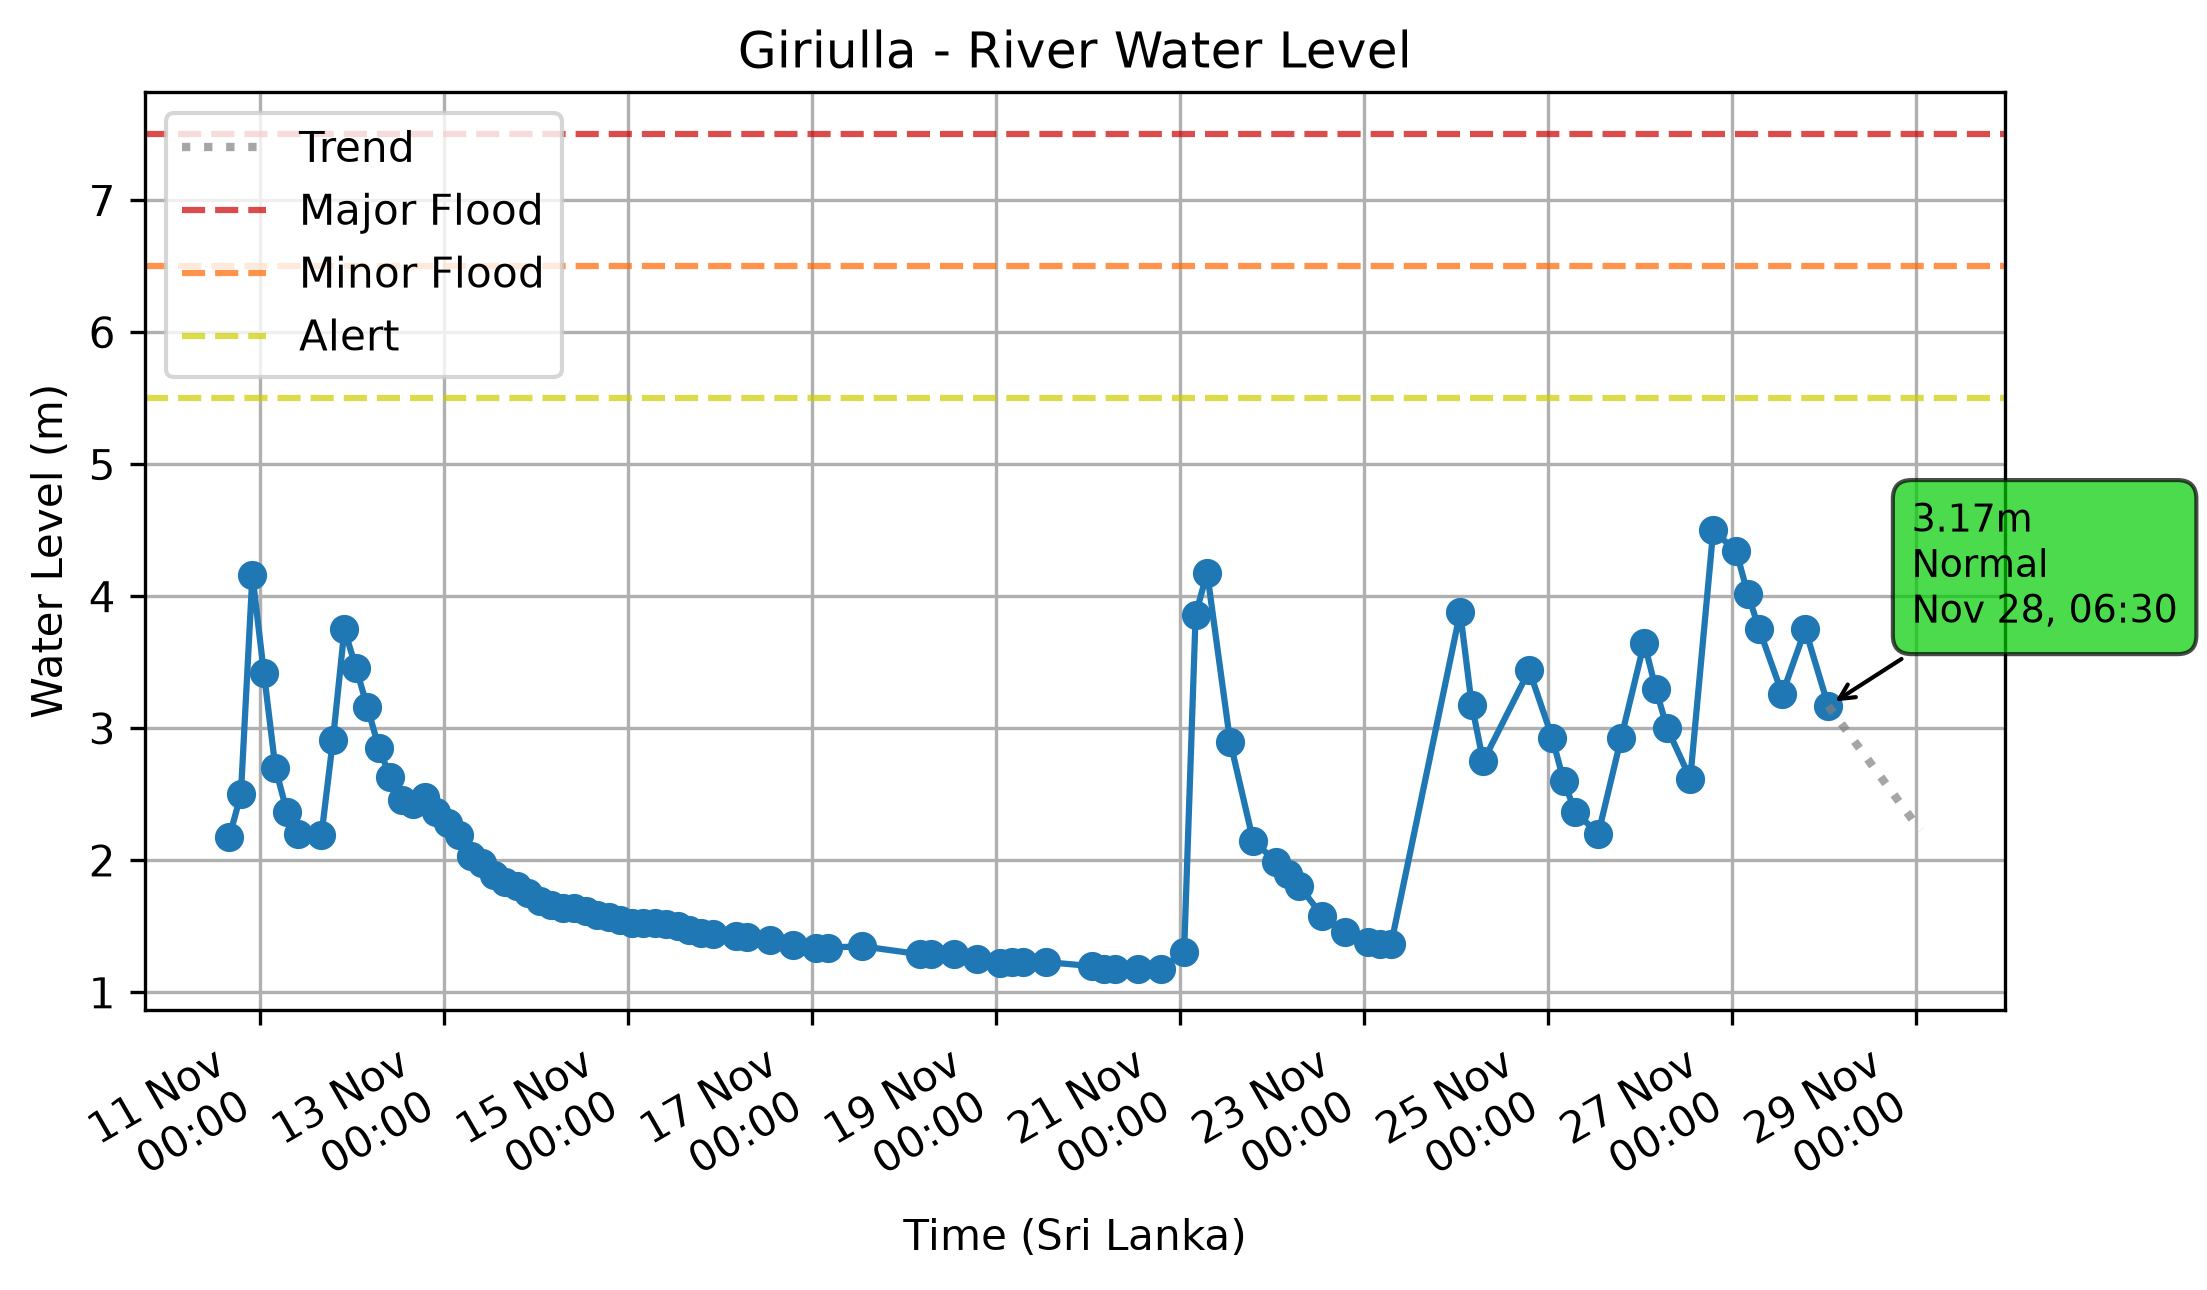 Giriulla - River Water Level
Trend
Major Flood
Minor Flood
Alert
Water Level (m)
7
6
5
4
3
2
1
3.17m
Normal
Nov 28, 06:30
11 Nov
00:00
13 Nov
00:00
15 Nov
00:00
17 Nov
00:00
19 Nov
00:00
21 Nov
00:00
23 Nov
00:00
25 Nov
00:00
27 Nov
00:00
29 Nov
00:00
Time (Sri Lanka)